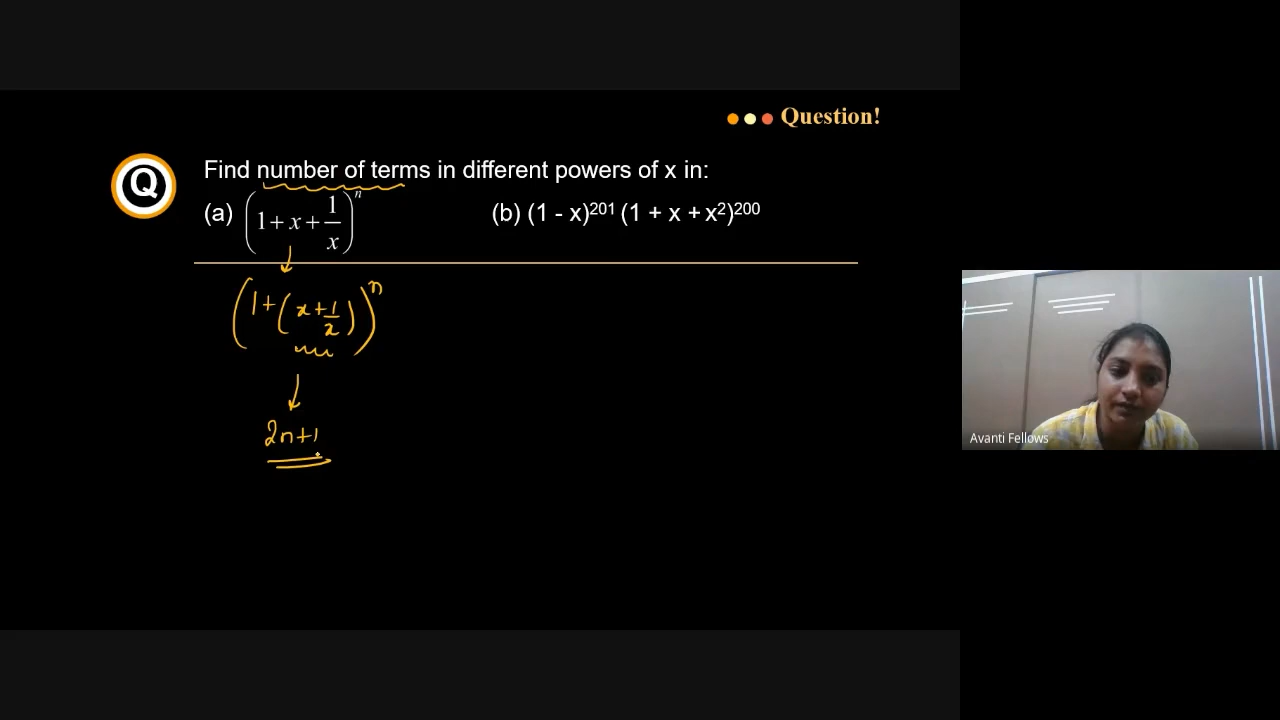 Question!
Q
Find number of terms in different powers of x in:
(a) (1 + x + 1/x)ⁿ (b) (1 - x)²⁰¹ (1 + x + x²)²⁰⁰
(1 + (x + 1/x))ⁿ
2n+1
Avanti Fellows